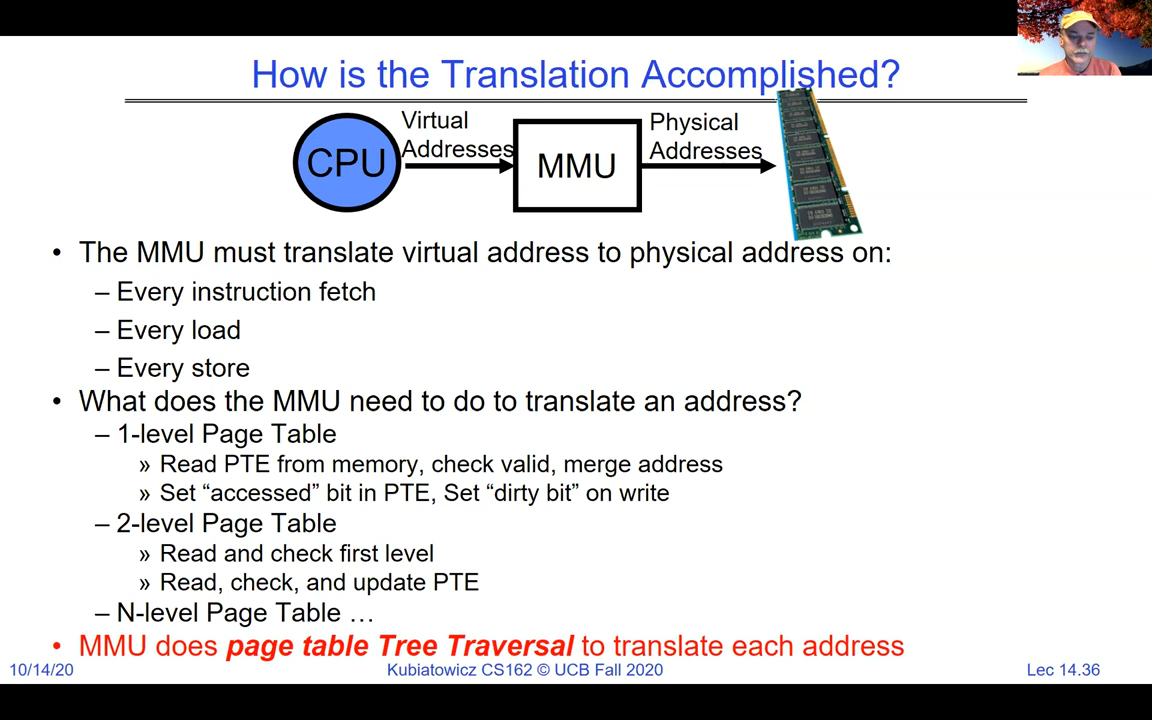 How is the Translation Accomplished?
Virtual
Addresses
Physical
Addresses
CPU
MMU
• The MMU must translate virtual address to physical address on:
– Every instruction fetch
– Every load
– Every store
• What does the MMU need to do to translate an address?
– 1-level Page Table
» Read PTE from memory, check valid, merge address
» Set “accessed” bit in PTE, Set “dirty bit” on write
– 2-level Page Table
» Read and check first level
» Read, check, and update PTE
– N-level Page Table …
• MMU does page table Tree Traversal to translate each address
10/14/20
Kubiatowicz CS162 © UCB Fall 2020
Lec 14.36